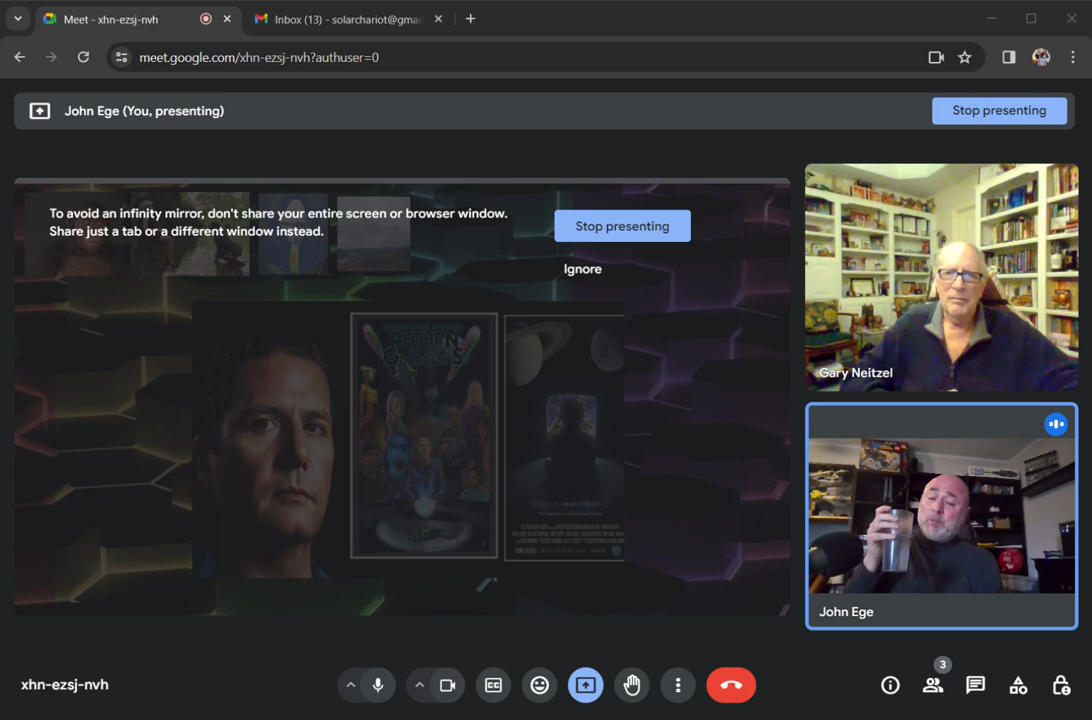 Meet - xhn-ezsj-nvh
Inbox (13) - solarchariot@gmai
meet.google.com/xhn-ezsj-nvh?authuser=0
John Ege (You, presenting)
Stop presenting
To avoid an infinity mirror, don't share your entire screen or browser window.
Share just a tab or a different window instead.
Stop presenting
Ignore
RETURN
Gary Neitzel
John Ege
xhn-ezsj-nvh
CC
3